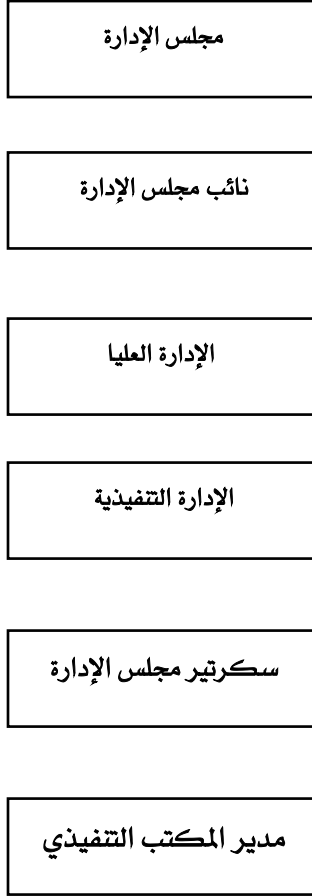 مجلس الإدارة
نائب مجلس الإدارة
الإدارة العليا
الإدارة التنفيذية
سكرتير مجلس الإدارة
مدير المكتب التنفيذي